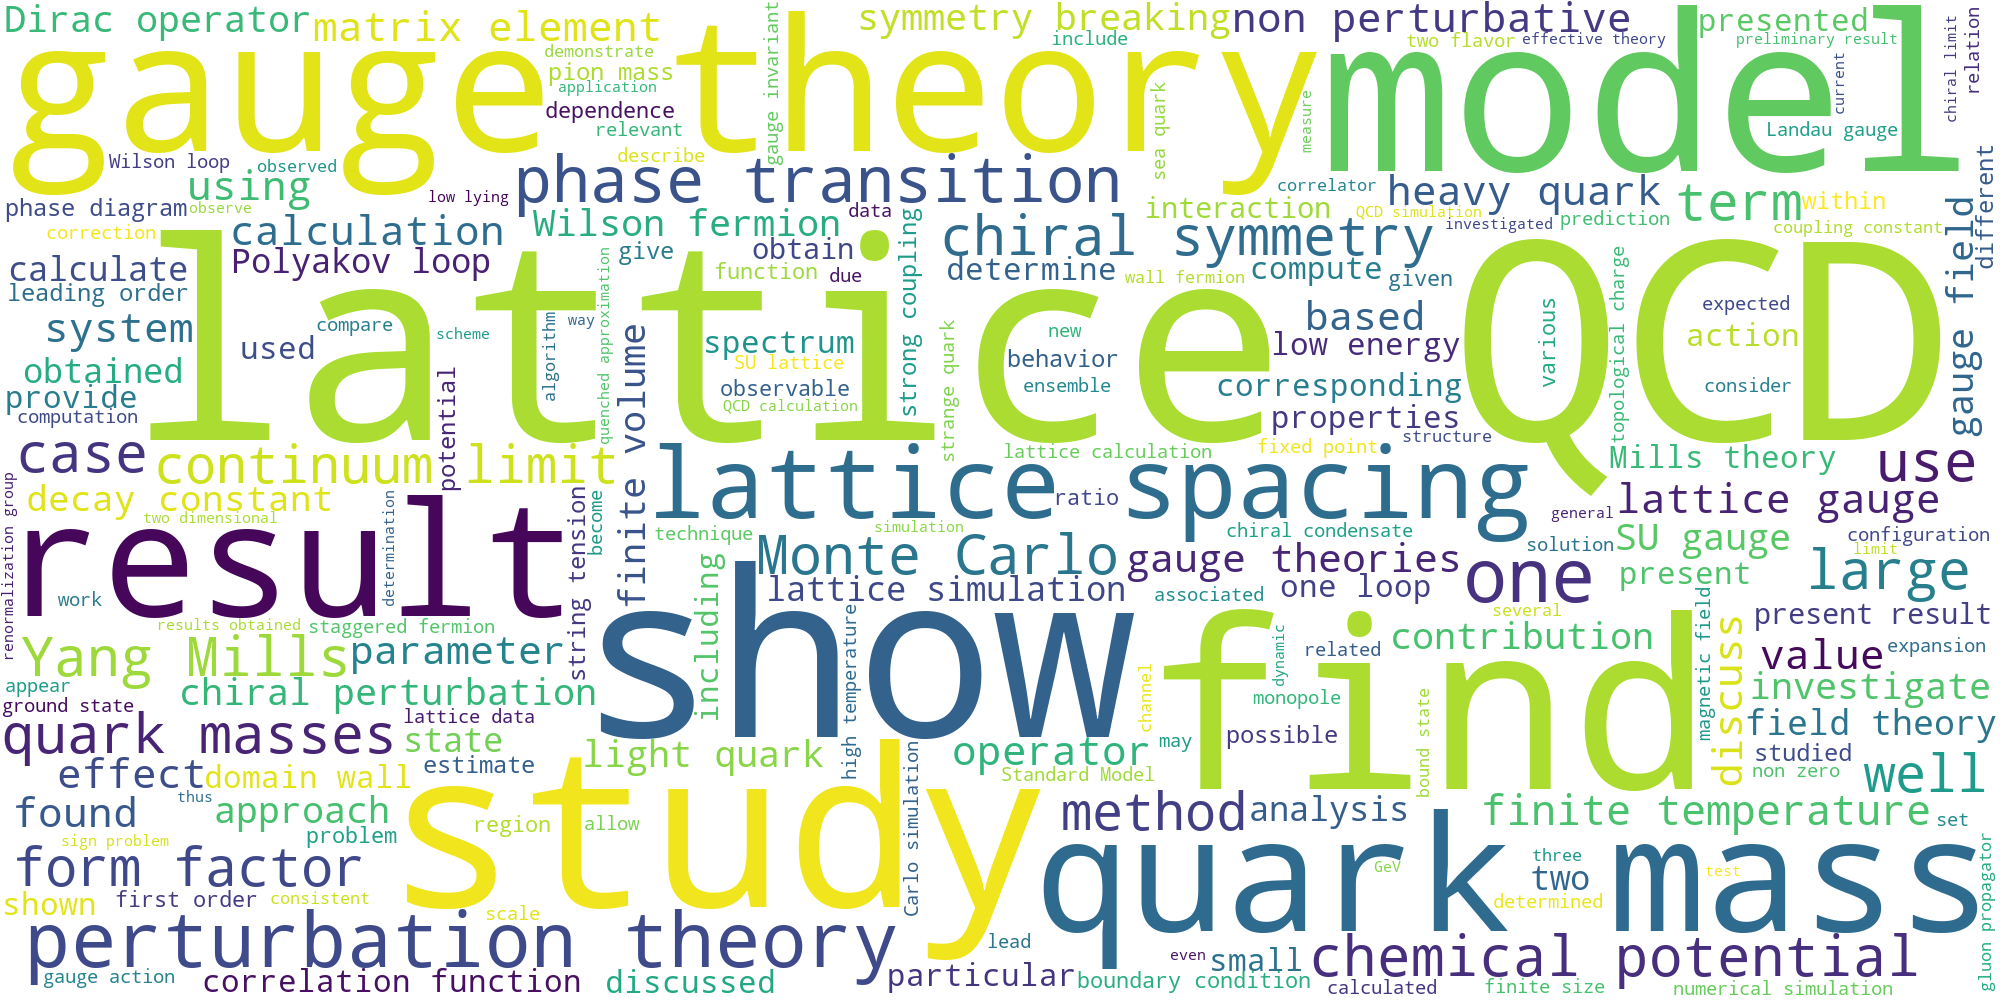 Dirac operator
matrix element
symmetry breaking
non perturbative
presented
gauge theory
model
demonstrate
include
two flavor
effective theory
preliminary result
pion mass
application
dependence
relevant
gauge invariant
sea quark
measure
current
chiral limit
relation
Landau gauge
Wilson loop
observed
describe
using
low lying
phase transition
correlator
heavy quark
term
within
different
phase diagram
observe
data
interaction
QCD simulation
investigated
prediction
coupling constant
correction
calculation
Wilson fermion
give
obtain
strong coupling
chiral symmetry
gauge field
calculate
Polyakov loop
function
due
determine
wall fermion
compute
given
leading order
lattice QCD
system
compare
scheme
way
algorithm
quenched approximation
finite volume
new
based
various
topological charge
expected
action
used
spectrum
SU lattice
behavior
low energy
obtained
observable
ensemble
strange quark
corresponding
consider
provide
computation
potential
QCD calculation
properties
case
continuum limit
lattice calculation
fixed point
structure
Mills theory
use
decay constant
lattice spacing
ratio
general
lattice gauge
renormalization group
two dimensional
determination
string tension
become
technique
simulation
chiral condensate
solution
SU gauge
configuration
limit
result
Monte Carlo
gauge theories
one
present
large
work
lattice simulation
associated
one loop
several
magnetic field
present result
results obtained
staggered fermion
including
high temperature
show
find
dynamic
related
contribution
discuss
value
expansion
Yang Mills
parameter
appear
chiral perturbation
channel
monopole
bound state
investigate
ground state
lattice data
quark masses
state
light quark
operator
may
possible
field theory
studied
effect
domain wall
estimate
Standard Model
non zero
well
thus
study
Carlo simulation
found
approach
region
allow
method
analysis
finite temperature
set
sign problem
problem
quark mass
form factor
GeV
three
two
test
gluon propagator
shown
first order
consistent
scale
determined
perturbation theory
lead
even
small
chemical potential
gauge action
correlation function
discussed
particular
boundary condition
calculated
finite size
numerical simulation